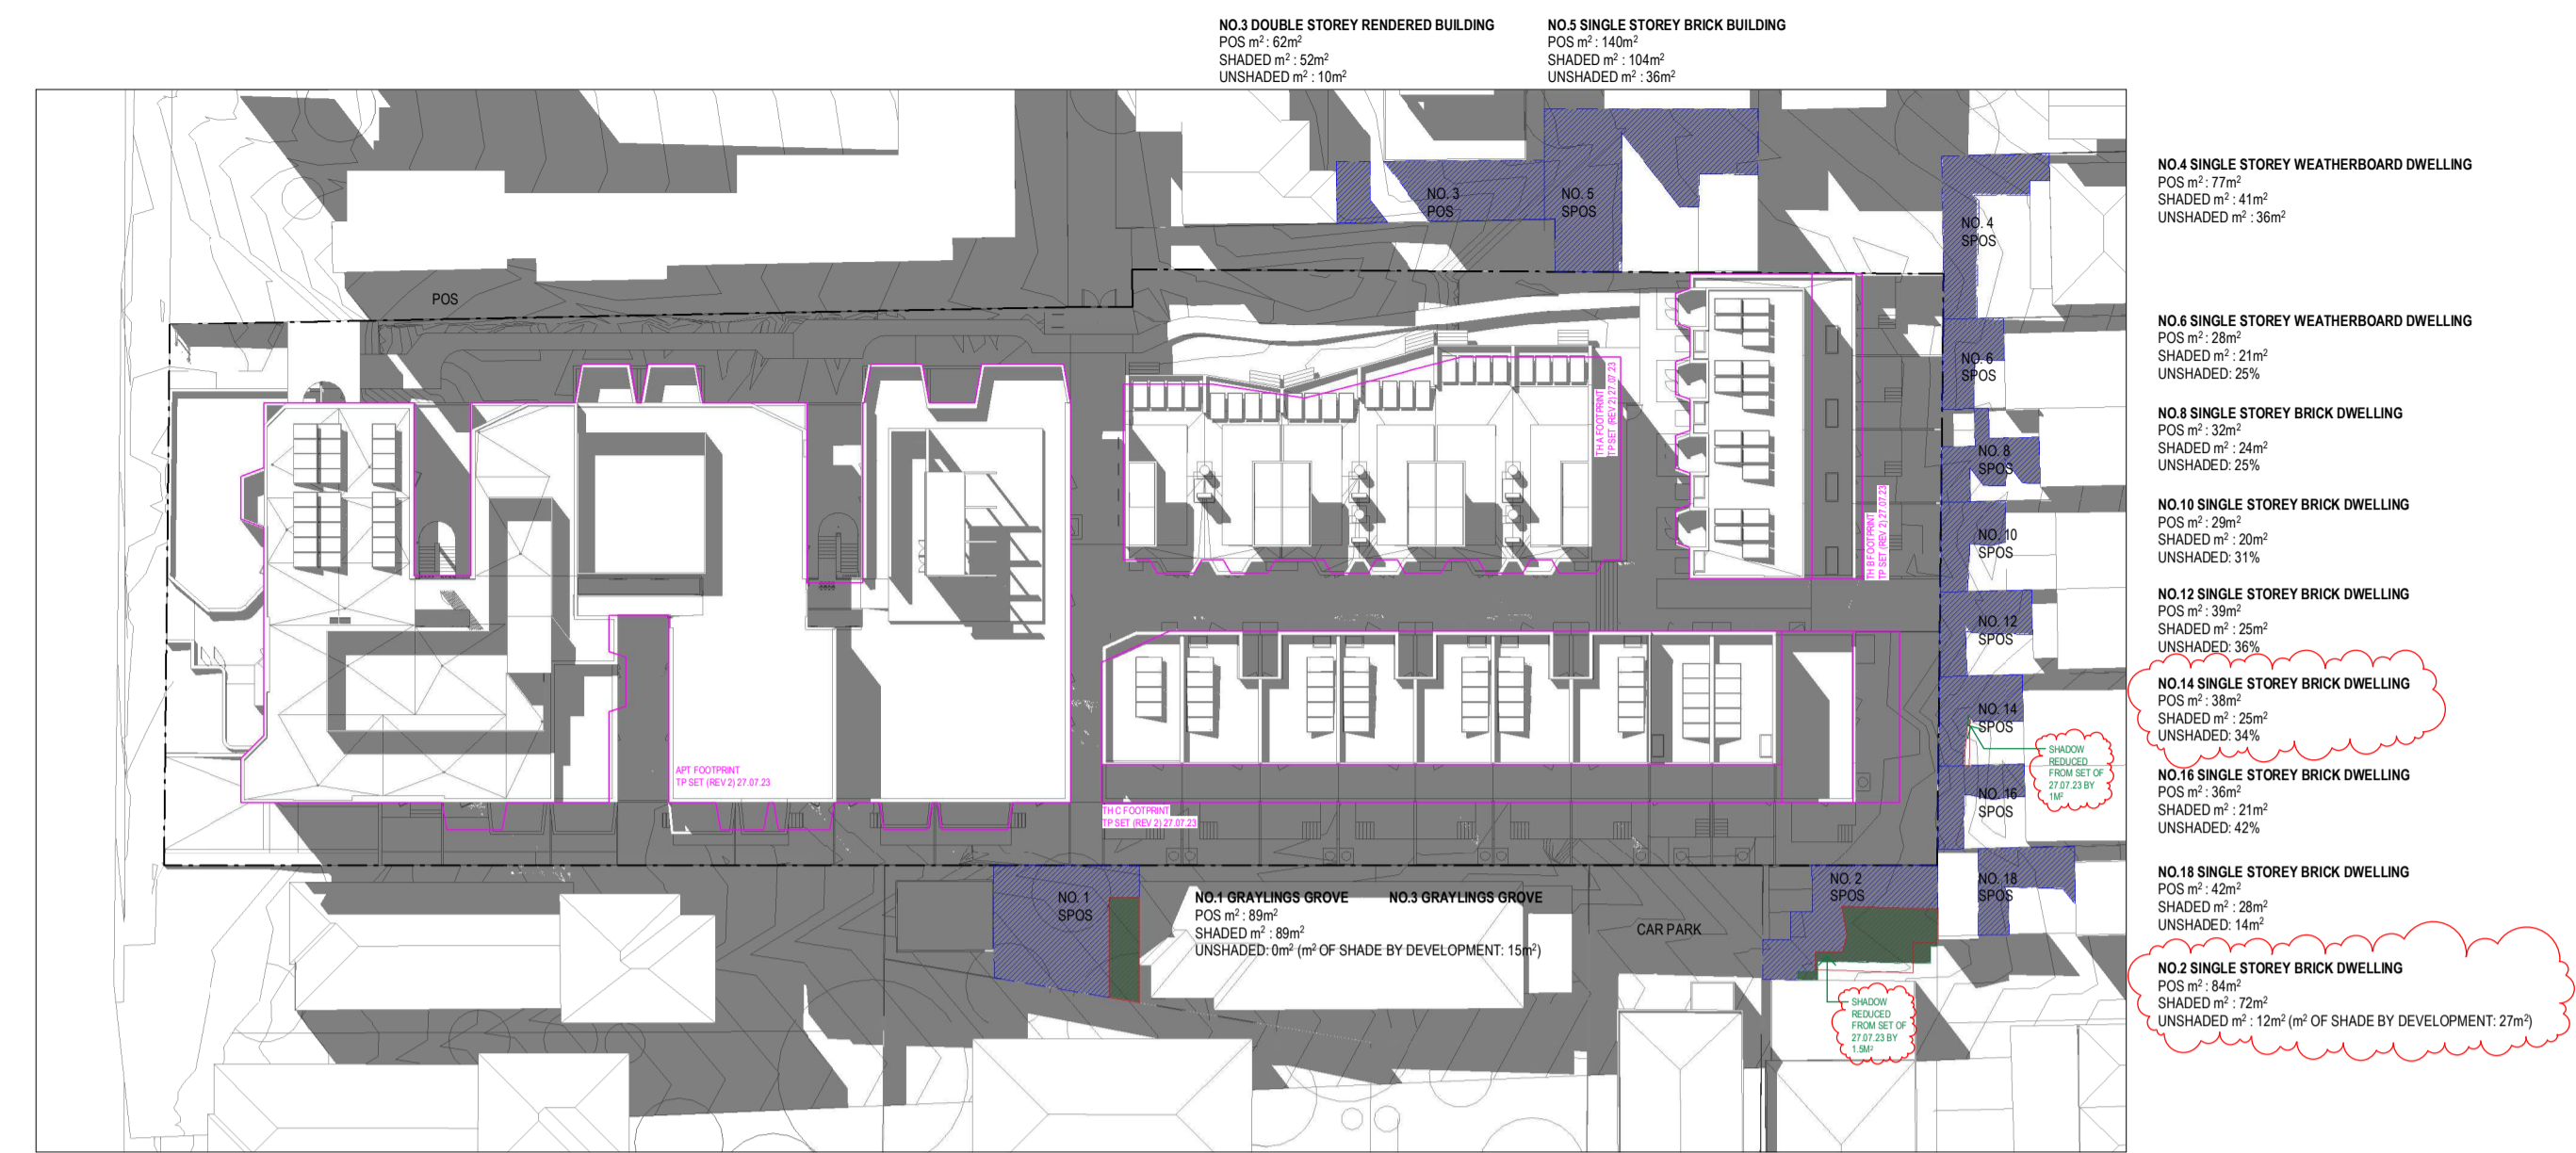 NO.3 DOUBLE STOREY RENDERED BUILDING
POS m² : 62m²
SHADED m² : 52m²
UNSHADED m² : 10m²
NO.5 SINGLE STOREY BRICK BUILDING
POS m² : 140m²
SHADED m² : 104m²
UNSHADED m² : 36m²
NO.4 SINGLE STOREY WEATHERBOARD DWELLING
POS m² : 77m²
SHADED m² : 41m²
UNSHADED m² : 36m²
NO.6 SINGLE STOREY WEATHERBOARD DWELLING
POS m² : 28m²
SHADED m² : 21m²
UNSHADED: 25%
NO.8 SINGLE STOREY BRICK DWELLING
POS m² : 32m²
SHADED m² : 24m²
UNSHADED: 25%
NO.10 SINGLE STOREY BRICK DWELLING
POS m² : 29m²
SHADED m² : 20m²
UNSHADED: 31%
NO.12 SINGLE STOREY BRICK DWELLING
POS m² : 39m²
SHADED m² : 25m²
UNSHADED: 36%
NO.14 SINGLE STOREY BRICK DWELLING
POS m² : 38m²
SHADED m² : 25m²
UNSHADED: 34%
NO.16 SINGLE STOREY BRICK DWELLING
POS m² : 36m²
SHADED m² : 21m²
UNSHADED: 42%
NO.18 SINGLE STOREY BRICK DWELLING
POS m² : 42m²
SHADED m² : 28m²
UNSHADED: 14m²
NO.2 SINGLE STOREY BRICK DWELLING
POS m² : 84m²
SHADED m² : 72m²
UNSHADED m² : 12m² (m² OF SHADE BY DEVELOPMENT: 27m²)
NO. 3
POS
NO. 5
SPOS
NO. 4
SPOS
POS
NO. 6
SPOS
TH A FOOTPRINT
TP SET (REV 2) 27.07.23
NO. 8
SPOS
TH B FOOTPRINT
TP SET (REV 2) 27.07.23
NO. 10
SPOS
NO. 12
SPOS
NO. 14
SPOS
SHADOW
REDUCED
FROM SET OF
27.07.23 BY
1M²
APT FOOTPRINT
TP SET (REV 2) 27.07.23
NO. 16
SPOS
TH C FOOTPRINT
TP SET (REV 2) 27.07.23
NO. 1
SPOS
NO.1 GRAYLINGS GROVE
POS m² : 89m²
SHADED m² : 89m²
UNSHADED: 0m² (m² OF SHADE BY DEVELOPMENT: 15m²)
NO.3 GRAYLINGS GROVE
CAR PARK
NO. 2
SPOS
NO. 18
SPOS
SHADOW
REDUCED
FROM SET OF
27.07.23 BY
1.5M²